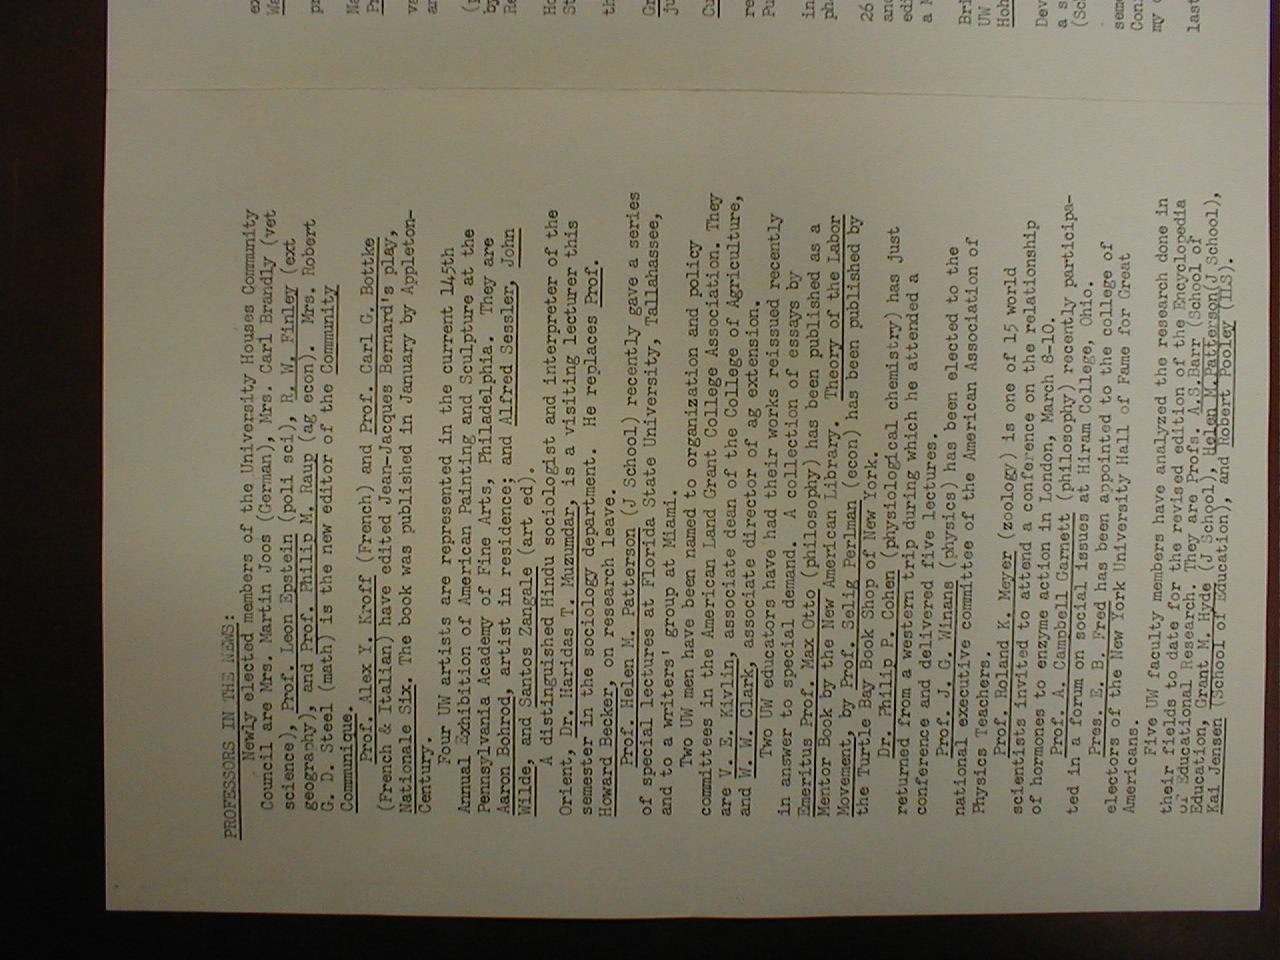 PROFESSORS IN THE NEWS:
Newly elected members of the University Houses Community
Council are Mrs. Martin Joos (German), Mrs. Carl Brandly (vet
science), Prof. Leon Epstein (poli sci), R. W. Finley (ext
geography), and Prof. Philip M. Raup (ag econ). Mrs. Robert
G. D. Steel (math) is the new editor of the Community
Communique.
Prof. Alex Y. Kroff (French) and Prof. Carl G. Bottke
(French & Italian) have edited Jean-Jacques Bernard's play,
Nationale Six. The book was published in January by Appleton-
Century.
Four UW artists are represented in the current 145th
Annual Exhibition of American Painting and Sculpture at the
Pennsylvania Academy of Fine Arts, Philadelphia. They are
Aaron Bohrod, artist in residence; and Alfred Sessler, John
Wilde, and Santos Zangale (art ed).
A distinguished Hindu sociologist and interpreter of the
Orient, Dr. Haridas T. Muzumdar, is a visiting lecturer this
semester in the sociology department. He replaces Prof.
Howard Becker, on research leave.
Prof. Helen M. Patterson (J School) recently gave a series
of special lectures at Florida State University, Tallahassee,
and to a writers' group at Miami.
Two UW men have been named to organization and policy
committees in the American Land Grant College Association. They
are V. E. Kivlin, associate dean of the College of Agriculture,
and W. W. Clark, associate director of ag extension.
Two UW educators have had their works reissued recently
in answer to special demand. A collection of essays by
Emeritus Prof. Max Otto (philosophy) has been published as a
Mentor Book by the New American Library. Theory of the Labor
Movement, by Prof. Selig Perlman (econ) has been published by
the Turtle Bay Book Shop of New York.
Dr. Philip P. Cohen (physiological chemistry) has just
returned from a western trip during which he attended a
conference and delivered five lectures.
Prof. J. G. Winans (physics) has been elected to the
national executive committee of the American Association of
Physics Teachers.
Prof. Roland K. Meyer (zoology) is one of 15 world
scientists invited to attend a conference on the relationship
of hormones to enzyme action in London, March 8-10.
Prof. A. Campbell Garnett (philosophy) recently participa-
ted in a forum on social issues at Hiram College, Ohio.
Pres. E. B. Fred has been appointed to the college of
electors of the New York University Hall of Fame for Great
Americans.
Five UW faculty members have analyzed the research done in
their fields to date for the revised edition of the Encyclopedia
of Educational Research. They are Profs. A.S.Barr (School of
Education, Grant M. Hyde (J School), Helen M.Patterson(J School),
Kai Jensen (School of Education), and Robert Pooley (ILS).